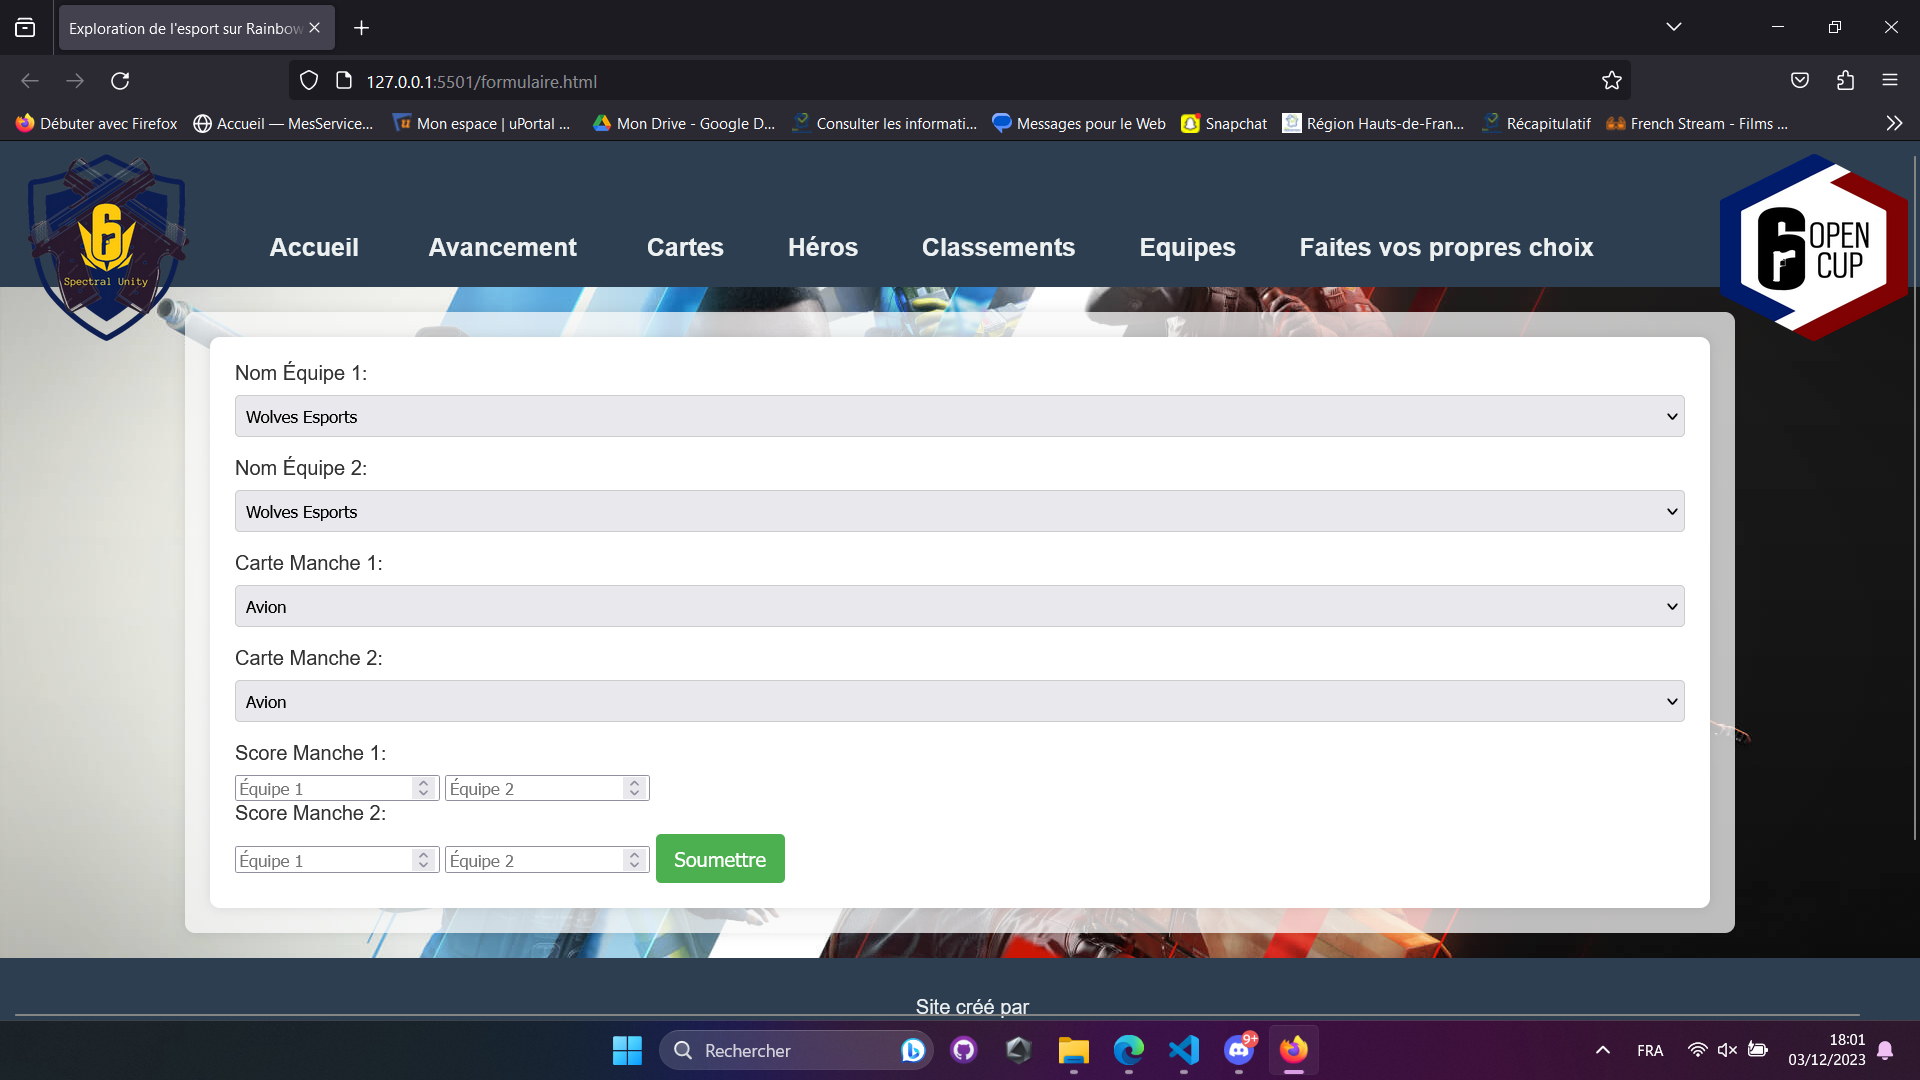 Exploration de l'esport sur Rainbow
127.0.0.1:5501/formulaire.html
Débuter avec Firefox
Accueil — MesService...
Mon espace | uPortal ...
Mon Drive - Google D...
Consulter les informati...
Messages pour le Web
Snapchat
Région Hauts-de-Fran...
Récapitulatif
French Stream - Films ...
6
Spectral Unity
Accueil
Avancement
Cartes
Héros
Classements
Equipes
Faites vos propres choix
6 OPEN
CUP
Nom Équipe 1:
Wolves Esports
Nom Équipe 2:
Wolves Esports
Carte Manche 1:
Avion
Carte Manche 2:
Avion
Score Manche 1:
Équipe 1
Équipe 2
Score Manche 2:
Équipe 1
Équipe 2
Soumettre
Site créé par
Rechercher
9+
FRA
18:01
03/12/2023